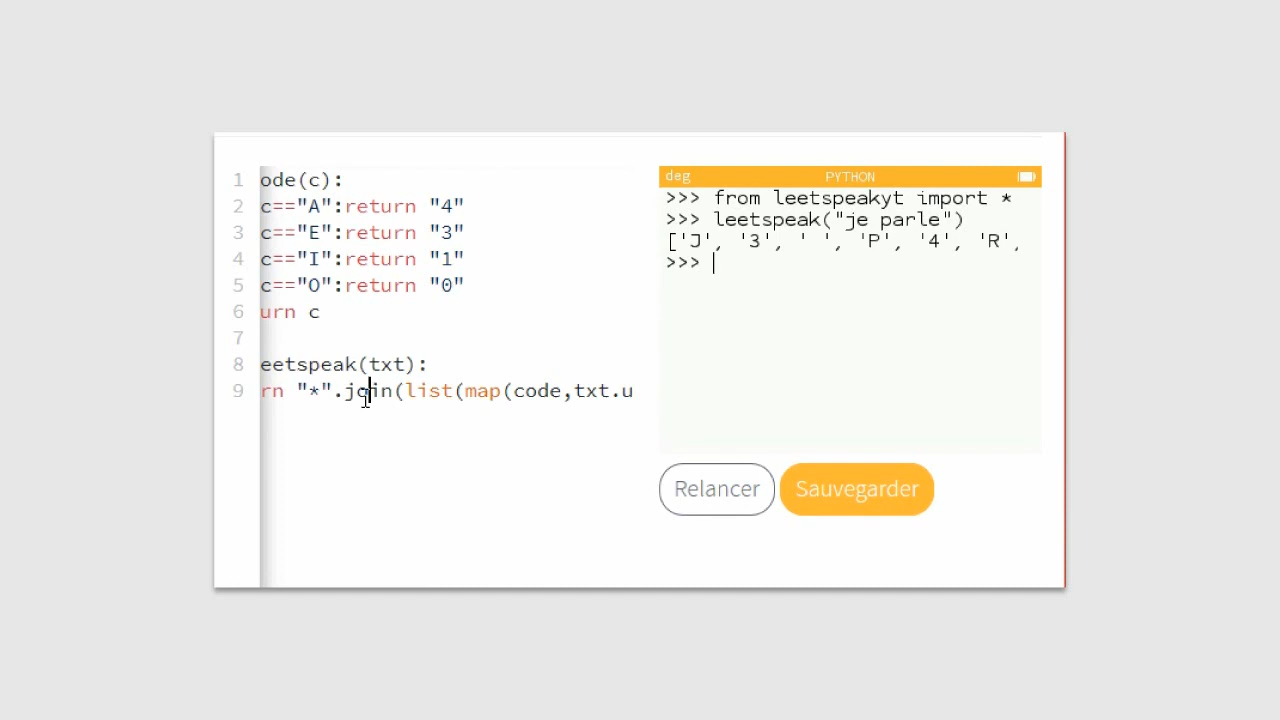 1 ode(c):
2 c=="A":return "4"
3 c=="E":return "3"
4 c=="I":return "1"
5 c=="O":return "0"
6 urn c
7
8 eetspeak(txt):
9 rn "*".join(list(map(code,txt.u
deg PYTHON
>>> from leetspeakyt import *
>>> leetspeak("je parle")
['J', '3', ' ', 'P', '4', 'R',
>>>
Relancer Sauvegarder